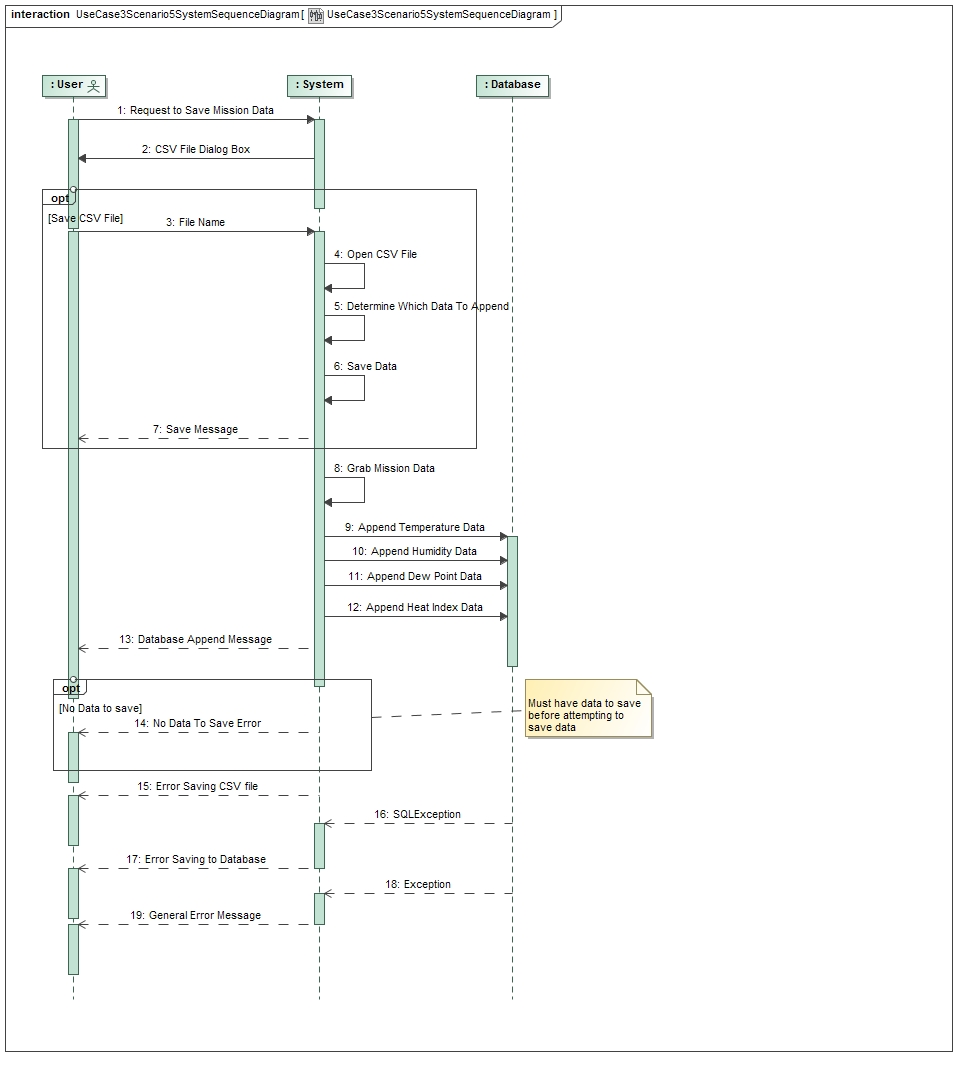 interaction UseCase3Scenario5SystemSequenceDiagram [ UseCase3Scenario5SystemSequenceDiagram ]
: User
: System
: Database
1: Request to Save Mission Data
2: CSV File Dialog Box
opt
[Save CSV File]
3: File Name
4: Open CSV File
5: Determine Which Data To Append
6: Save Data
7: Save Message
8: Grab Mission Data
9: Append Temperature Data
10: Append Humidity Data
11: Append Dew Point Data
12: Append Heat Index Data
13: Database Append Message
opt
[No Data to save]
14: No Data To Save Error
Must have data to save
before attempting to
save data
15: Error Saving CSV file
16: SQLException
17: Error Saving to Database
18: Exception
19: General Error Message